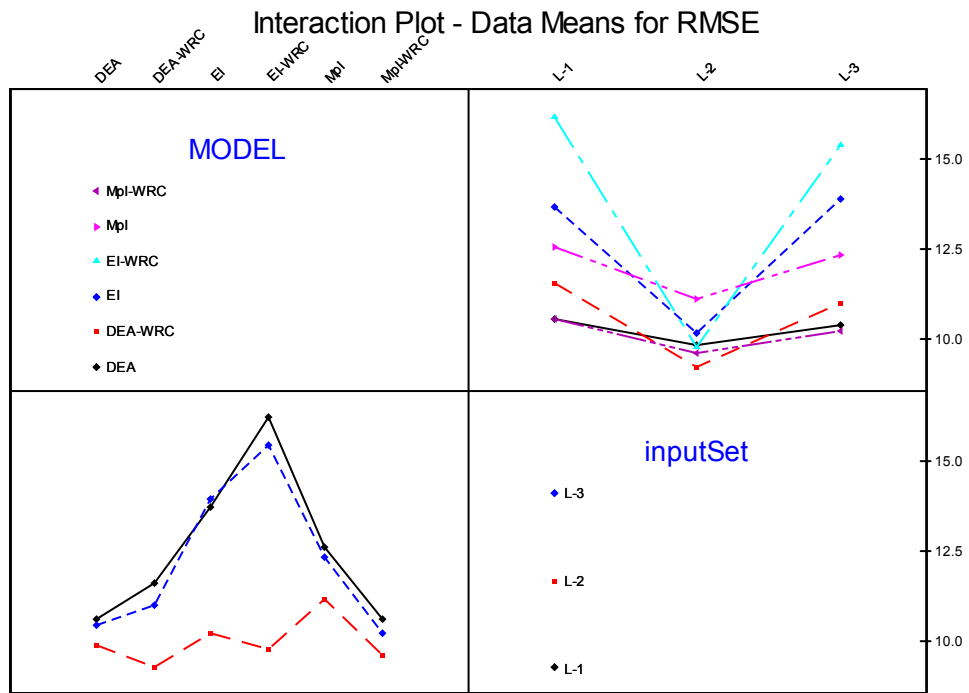 Interaction Plot - Data Means for RMSE
DEA
DEA-WRC
EI
EI-WRC
MpI
MpI-WRC
L-1
L-2
L-3
MODEL
MpI-WRC
MpI
EI-WRC
EI
DEA-WRC
DEA
15.0
12.5
10.0
inputSet
L-3
L-2
L-1
15.0
12.5
10.0